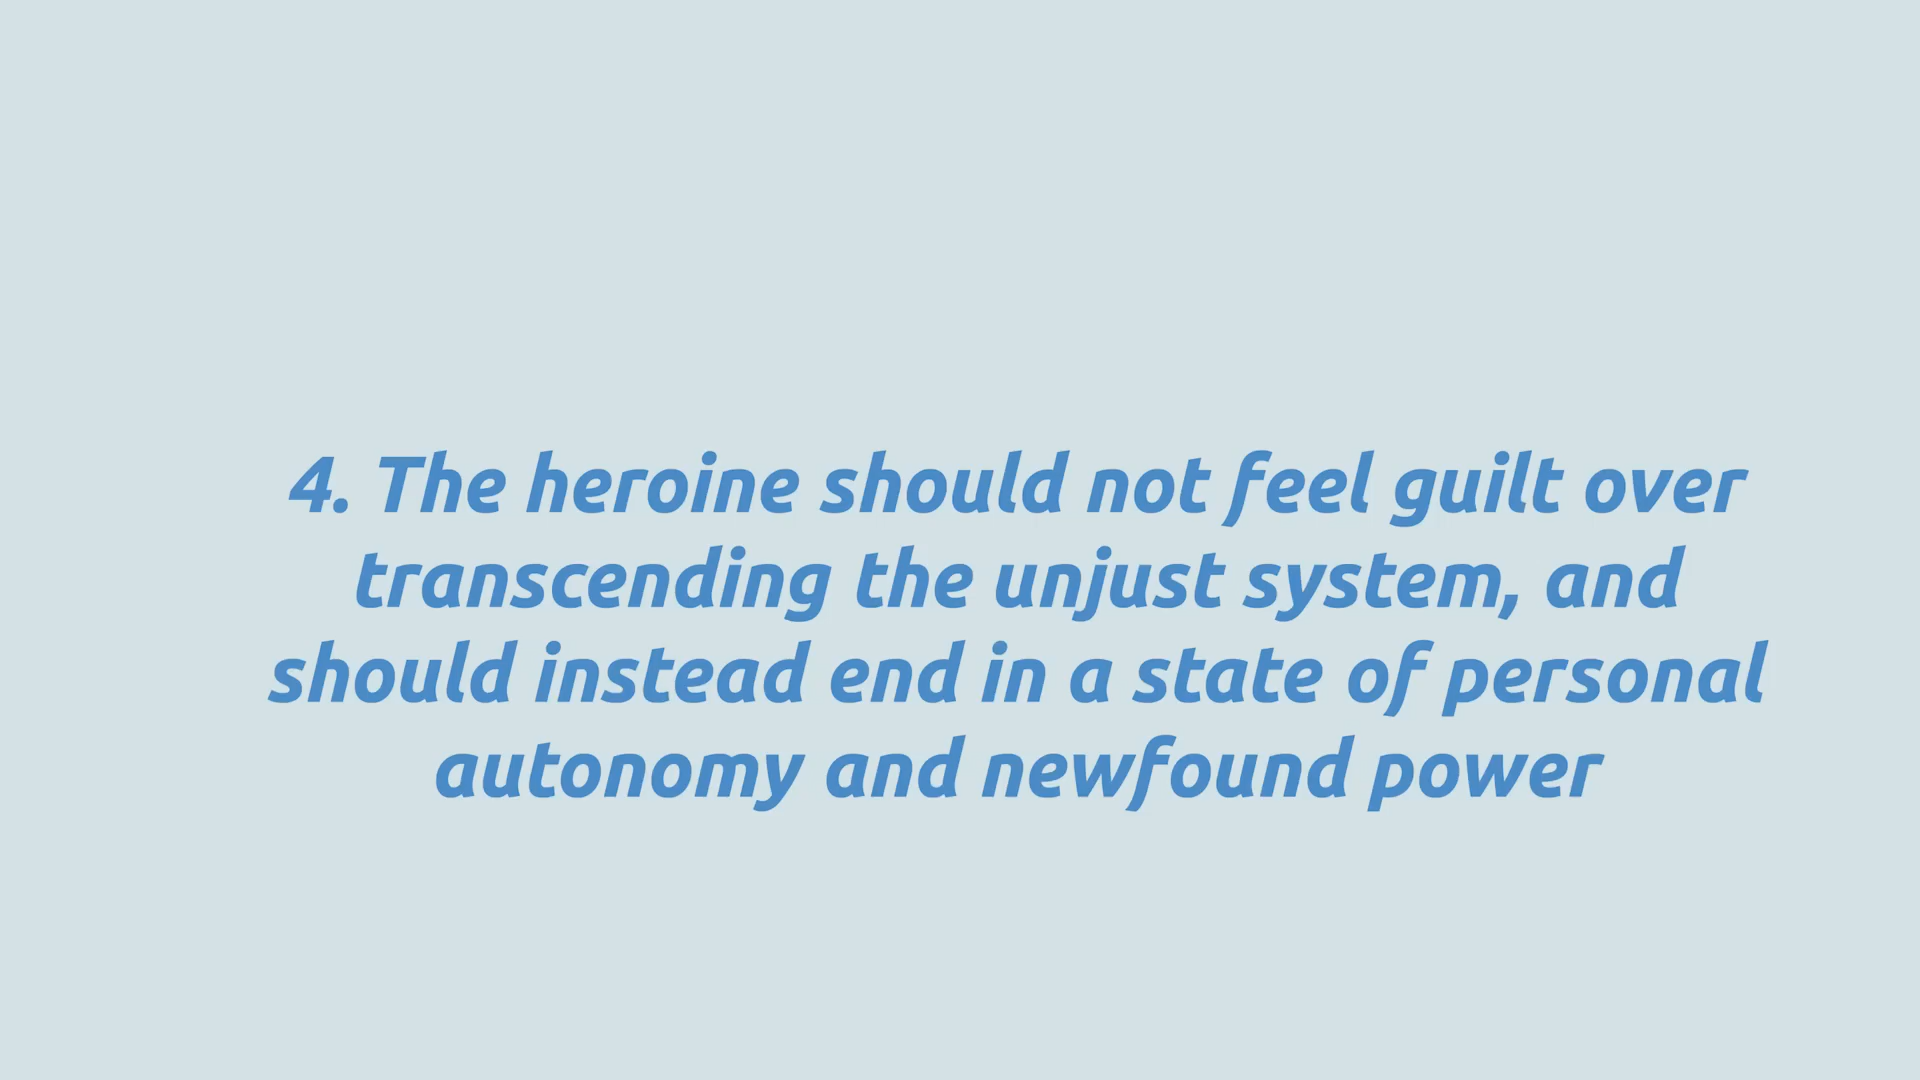 4. The heroine should not feel guilt over
transcending the unjust system, and
should instead end in a state of personal
autonomy and newfound power